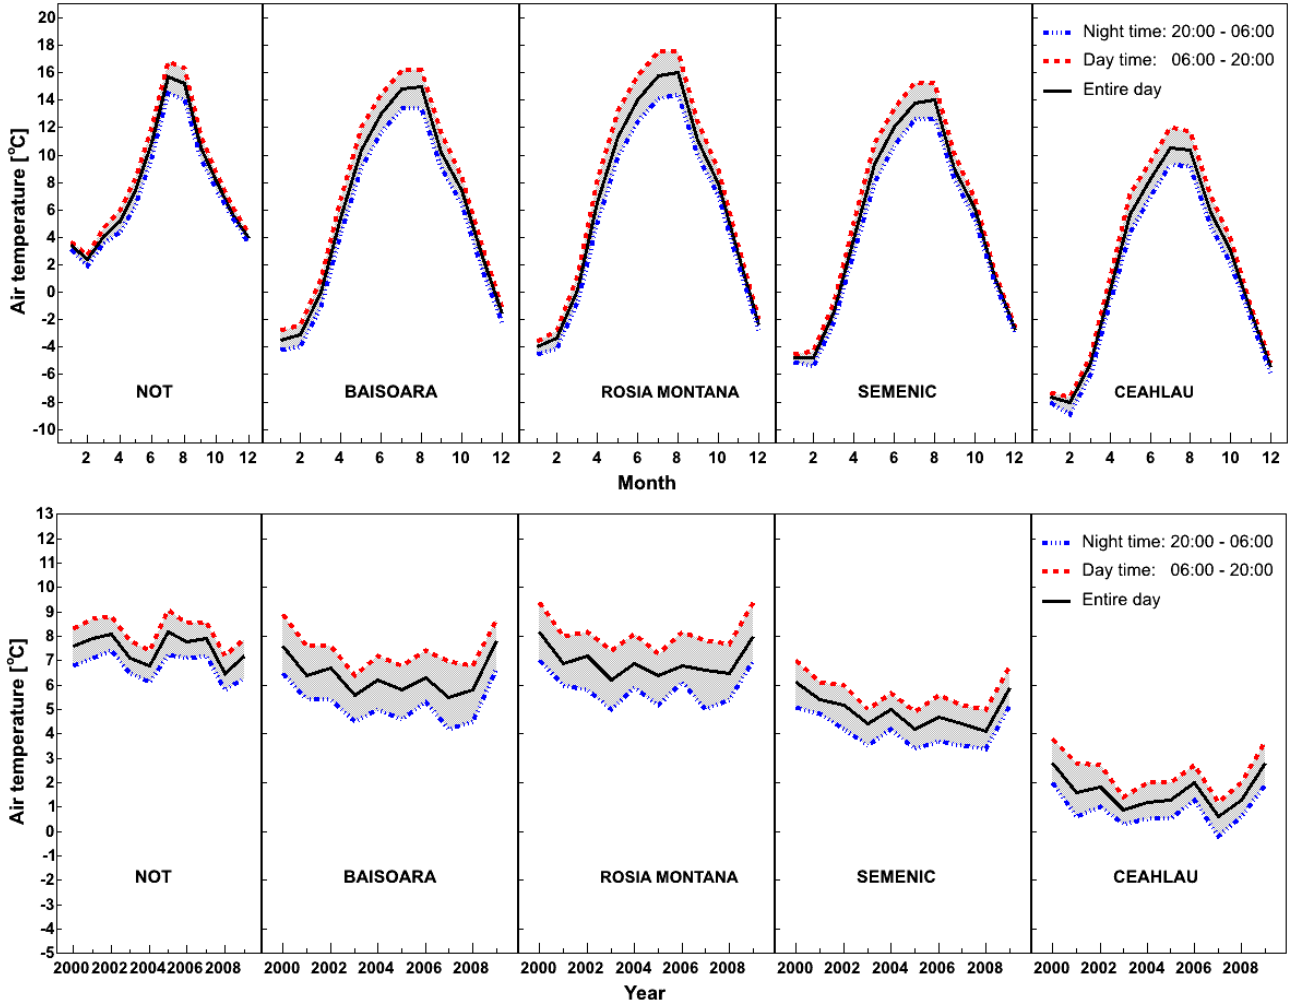 20
18
16
14
12
10
8
6
4
2
0
-2
-4
-6
-8
-10
Air temperature [°C]
Night time: 20:00 - 06:00
Day time: 06:00 - 20:00
Entire day
NOT
BAISOARA
ROSIA MONTANA
SEMENIC
CEAHLAU
2 4 6 8 10 12
2 4 6 8 10 12
2 4 6 8 10 12
2 4 6 8 10 12
2 4 6 8 10 12
Month
13
12
11
10
9
8
7
6
5
4
3
2
1
0
-1
-2
-3
-4
-5
Air temperature [°C]
Night time: 20:00 - 06:00
Day time: 06:00 - 20:00
Entire day
NOT
BAISOARA
ROSIA MONTANA
SEMENIC
CEAHLAU
2000 2002 2004 2006 2008
2000 2002 2004 2006 2008
2000 2002 2004 2006 2008
2000 2002 2004 2006 2008
2000 2002 2004 2006 2008
Year